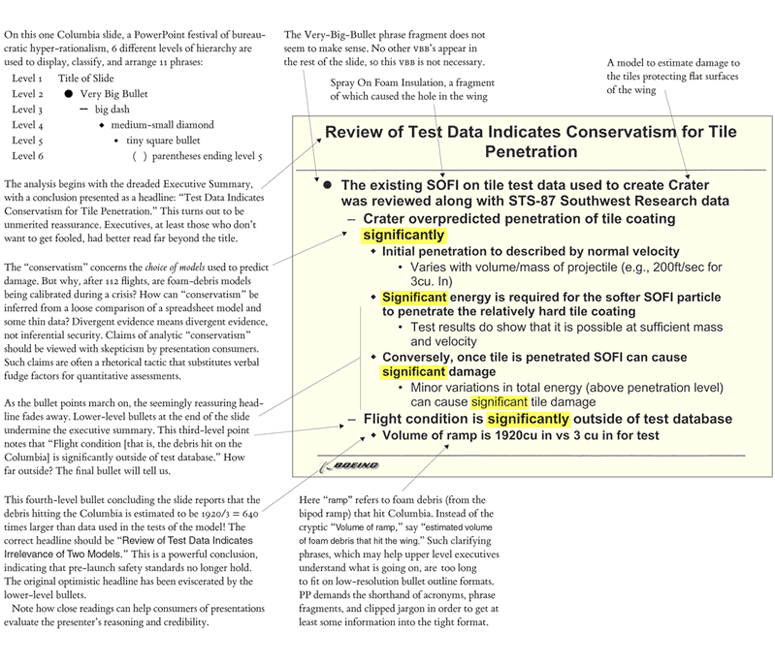 On this one Columbia slide, a PowerPoint festival of bureau-
cratic hyper-rationalism, 6 different levels of hierarchy are
used to display, classify, and arrange 11 phrases:
Level 1 Title of Slide
Level 2 ● Very Big Bullet
Level 3 — big dash
Level 4 ◆ medium-small diamond
Level 5 • tiny square bullet
Level 6 ( ) parentheses ending level 5
The analysis begins with the dreaded Executive Summary,
with a conclusion presented as a headline: “Test Data Indicates
Conservatism for Tile Penetration.” This turns out to be
unmerited reassurance. Executives, at least those who don’t
want to get fooled, had better read far beyond the title.
The “conservatism” concerns the choice of models used to predict
damage. But why, after 112 flights, are foam-debris models
being calibrated during a crisis? How can “conservatism” be
inferred from a loose comparison of a spreadsheet model and
some thin data? Divergent evidence means divergent evidence,
not inferential security. Claims of analytic “conservatism”
should be viewed with skepticism by presentation consumers.
Such claims are often a rhetorical tactic that substitutes verbal
fudge factors for quantitative assessments.
As the bullet points march on, the seemingly reassuring head-
line fades away. Lower-level bullets at the end of the slide
undermine the executive summary. This third-level point
notes that “Flight condition [that is, the debris hit on the
Columbia] is significantly outside of test database.” How
far outside? The final bullet will tell us.
This fourth-level bullet concluding the slide reports that the
debris hitting the Columbia is estimated to be 1920/3 = 640
times larger than data used in the tests of the model! The
correct headline should be “Review of Test Data Indicates
Irrelevance of Two Models.” This is a powerful conclusion,
indicating that pre-launch safety standards no longer hold.
The original optimistic headline has been eviscerated by the
lower-level bullets.
Note how close readings can help consumers of presentations
evaluate the presenter’s reasoning and credibility.
The Very-Big-Bullet phrase fragment does not
seem to make sense. No other VBB’s appear in
the rest of the slide, so this VBB is not necessary.
Spray On Foam Insulation, a fragment
of which caused the hole in the wing
A model to estimate damage to
the tiles protecting flat surfaces
of the wing
Review of Test Data Indicates Conservatism for Tile
Penetration
● The existing SOFI on tile test data used to create Crater
was reviewed along with STS-87 Southwest Research data
– Crater overpredicted penetration of tile coating
significantly
◆ Initial penetration to described by normal velocity
• Varies with volume/mass of projectile (e.g., 200ft/sec for
3cu. In)
◆ Significant energy is required for the softer SOFI particle
to penetrate the relatively hard tile coating
• Test results do show that it is possible at sufficient mass
and velocity
◆ Conversely, once tile is penetrated SOFI can cause
significant damage
• Minor variations in total energy (above penetration level)
can cause significant tile damage
– Flight condition is significantly outside of test database
◆ Volume of ramp is 1920cu in vs 3 cu in for test
BOEING
Here “ramp” refers to foam debris (from the
bipod ramp) that hit Columbia. Instead of the
cryptic “Volume of ramp,” say “estimated volume
of foam debris that hit the wing.” Such clarifying
phrases, which may help upper level executives
understand what is going on, are too long
to fit on low-resolution bullet outline formats.
PP demands the shorthand of acronyms, phrase
fragments, and clipped jargon in order to get at
least some information into the tight format.